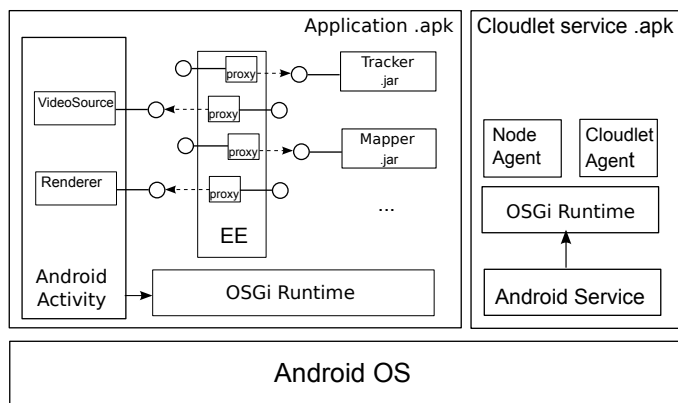 Application .apk
VideoSource
Renderer
Android
Activity
proxy
proxy
proxy
proxy
EE
Tracker
.jar
Mapper
.jar
...
OSGi Runtime
Cloudlet service .apk
Node
Agent
Cloudlet
Agent
OSGi Runtime
Android Service
Android OS